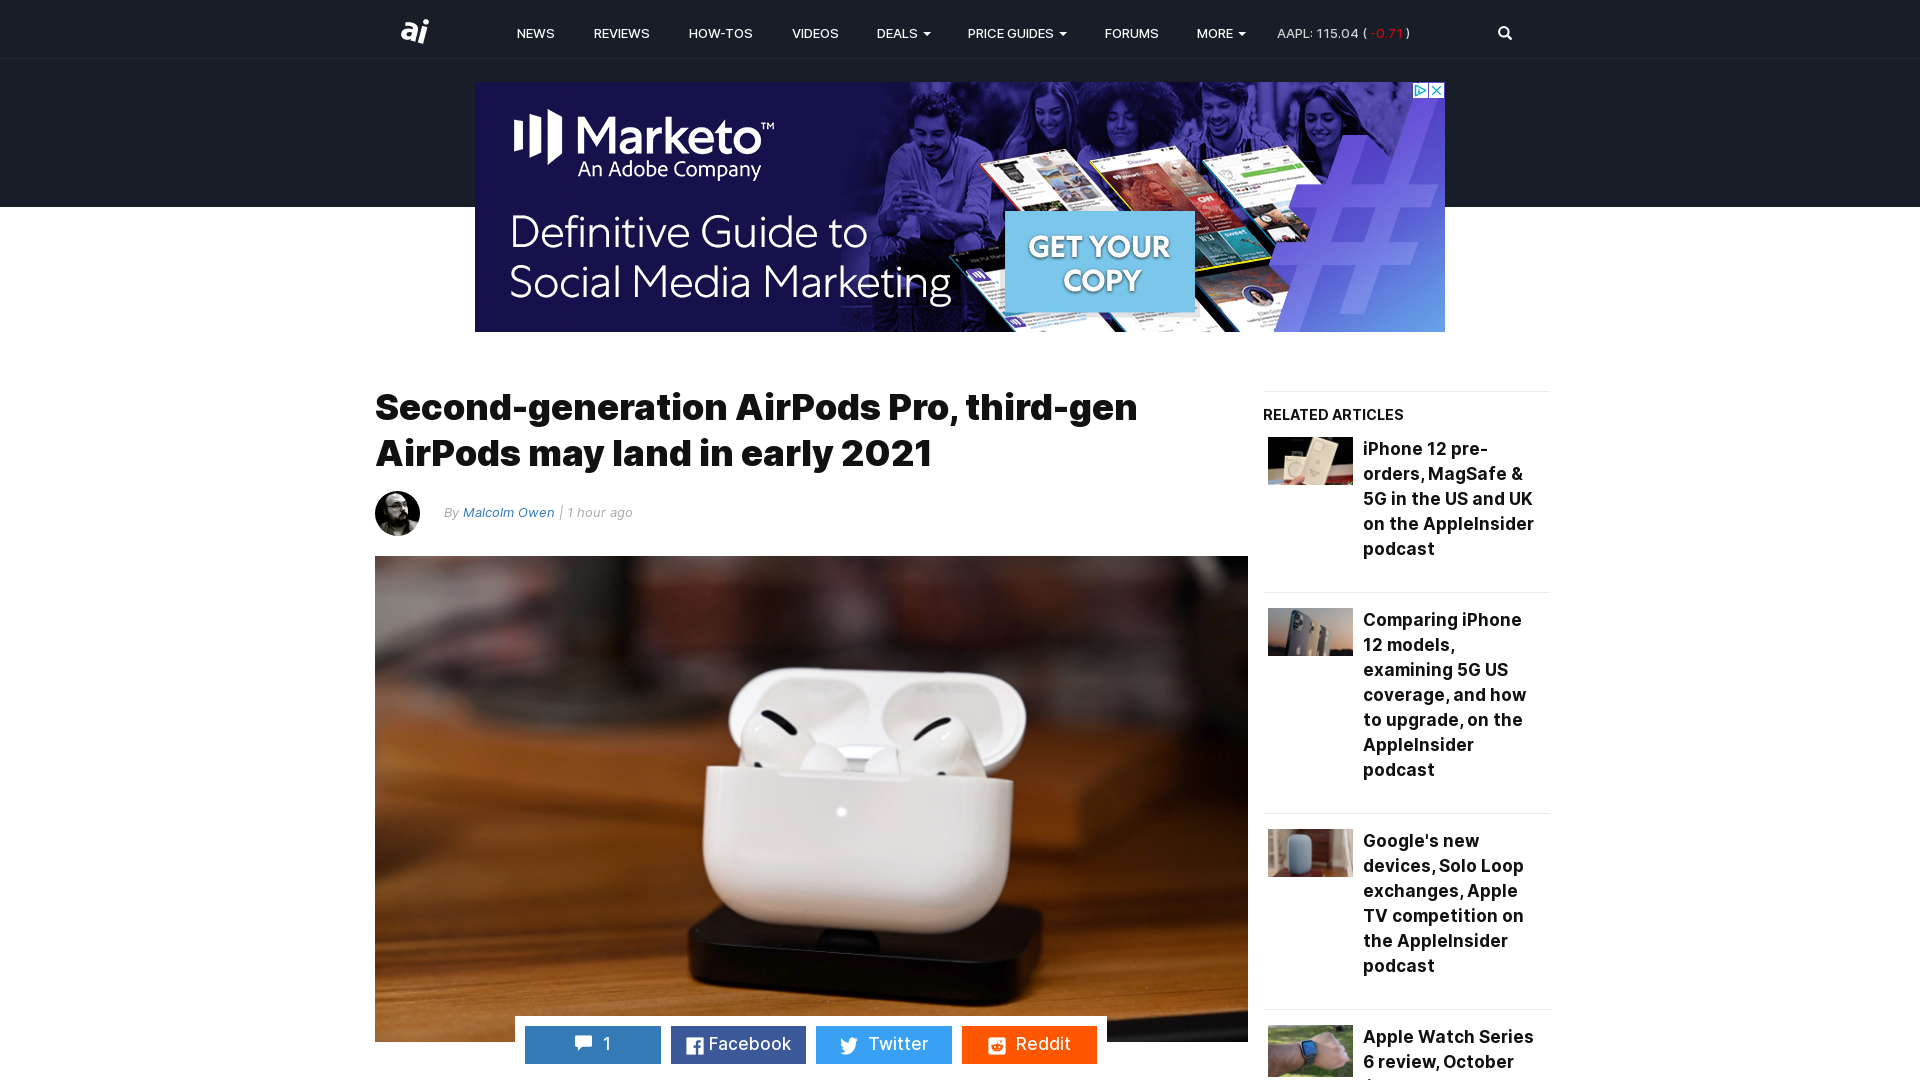 ai
NEWS
REVIEWS
HOW-TOS
VIDEOS
DEALS
PRICE GUIDES
FORUMS
MORE
AAPL: 115.04 ( -0.71 )
Marketo™
An Adobe Company
Definitive Guide to
Social Media Marketing
GET YOUR
COPY
#
Second-generation AirPods Pro, third-gen
AirPods may land in early 2021
By Malcolm Owen | 1 hour ago
1
Facebook
Twitter
Reddit
RELATED ARTICLES
iPhone 12 pre-
orders, MagSafe &
5G in the US and UK
on the AppleInsider
podcast
Comparing iPhone
12 models,
examining 5G US
coverage, and how
to upgrade, on the
AppleInsider
podcast
Google's new
devices, Solo Loop
exchanges, Apple
TV competition on
the AppleInsider
podcast
Apple Watch Series
6 review, October